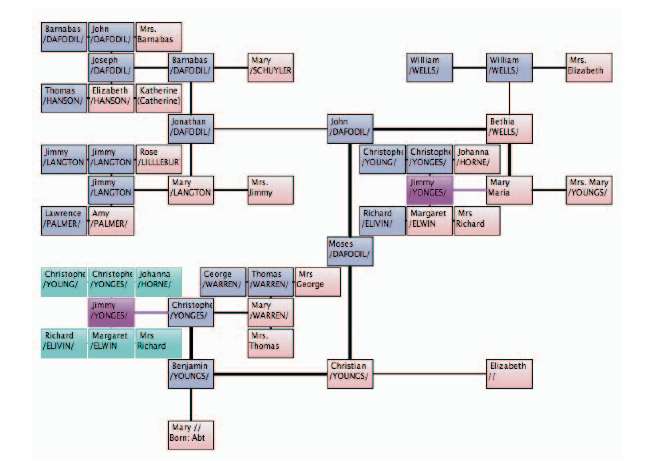 Barnabas
/DAFODIL/
John
/DAFODIL/
Mrs.
Barnabas
Joseph
/DAFODIL/
Barnabas
/DAFODIL/
Mary
/SCHUYLER
William
/WELLS/
William
/WELLS/
Mrs.
Elizabeth
Thomas
/HANSON/
Elizabeth
/HANSON/
Katherine
(Catherine)
Jonathan
/DAFODIL/
John
/DAFODIL/
Bethia
/WELLS/
Jimmy
/LANGTON
Jimmy
/LANGTON
Rose
/LILLLEBUR
Christophe
/YOUNG/
Christophe
/YONGES/
Johanna
/HORNE/
Jimmy
/LANGTON
Mary
/LANGTON
Mrs.
Jimmy
Jimmy
/YONGES/
Mary
Maria
Mrs. Mary
/YOUNGS/
Lawrence
/PALMER/
Amy
/PALMER/
Richard
/ELIVIN/
Margaret
/ELWIN
Mrs
Richard
Moses
/DAFODIL/
Christophe
/YOUNG/
Christophe
/YONGES/
Johanna
/HORNE/
George
/WARREN/
Thomas
/WARREN/
Mrs
George
Jimmy
/YONGES/
Christophe
/YONGES/
Mary
/WARREN/
Richard
/ELIVIN/
Margaret
/ELWIN
Mrs
Richard
Mrs.
Thomas
Benjamin
/YOUNGS/
Christian
/YOUNGS/
Elizabeth
//
Mary //
Born: Abt